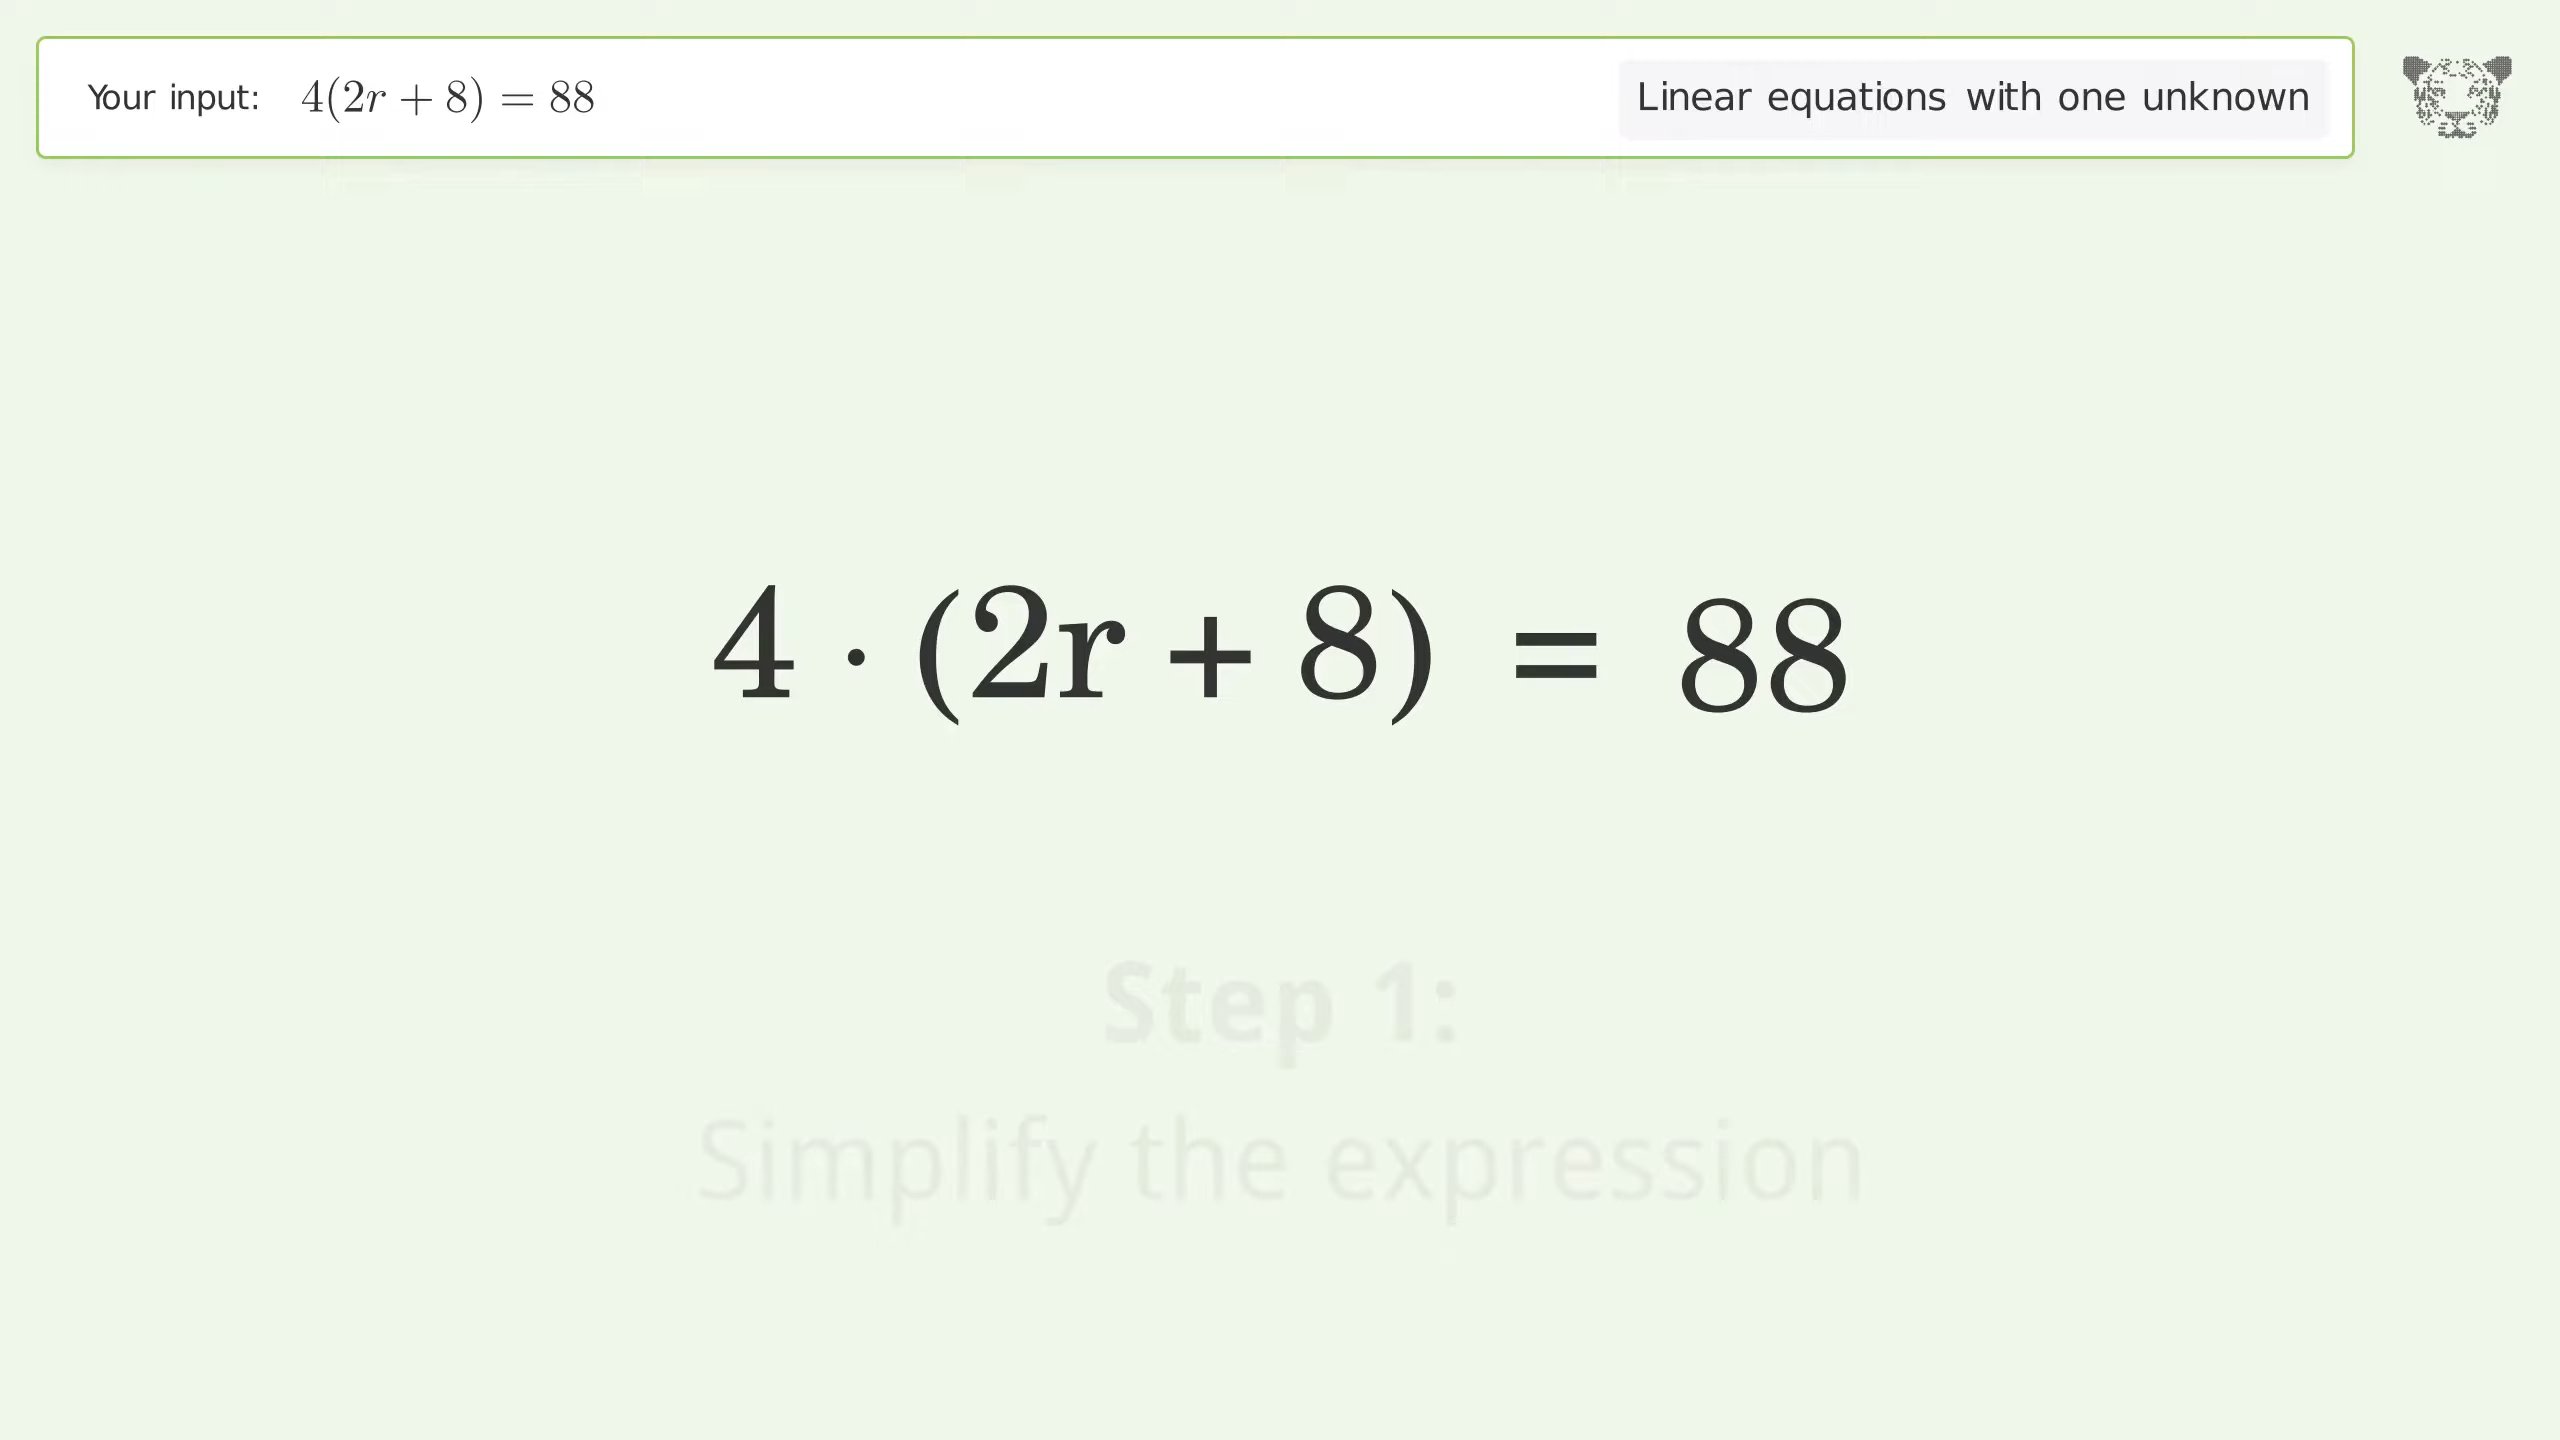 Your input: 4(2r + 8) = 88 Linear equations with one unknown
4 · (2r + 8) = 88
Step 1:
Simplify the expression